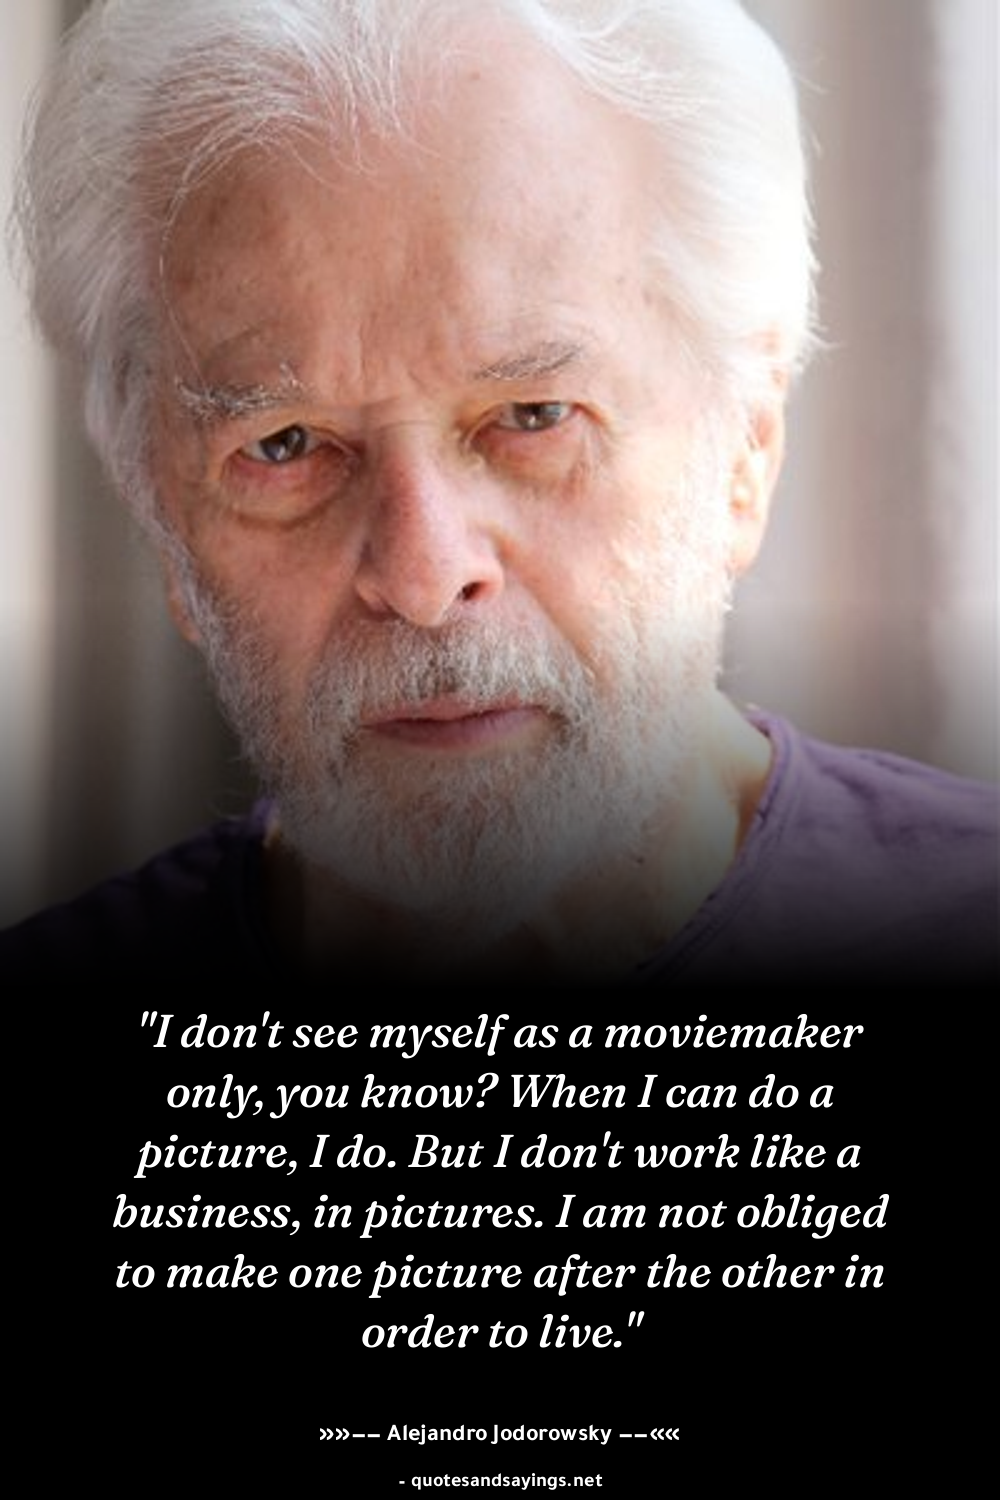 "I don't see myself as a moviemaker
only, you know? When I can do a
picture, I do. But I don't work like a
business, in pictures. I am not obliged
to make one picture after the other in
order to live."
»»–– Alejandro Jodorowsky ––««
- quotesandsayings.net